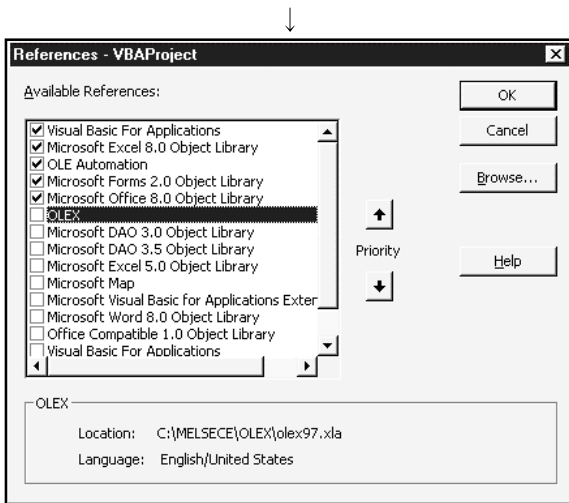 ↓
References - VBAProject
Available References:
OK
Visual Basic For Applications
Microsoft Excel 8.0 Object Library
OLE Automation
Microsoft Forms 2.0 Object Library
Microsoft Office 8.0 Object Library
OLEX
Microsoft DAO 3.0 Object Library
Microsoft DAO 3.5 Object Library
Microsoft Excel 5.0 Object Library
Microsoft Map
Microsoft Visual Basic for Applications Exter
Microsoft Word 8.0 Object Library
Office Compatible 1.0 Object Library
Visual Basic For Applications
Cancel
Browse...
Priority
Help
OLEX
Location: C:\MELSECE\OLEX\olex97.xla
Language: English/United States